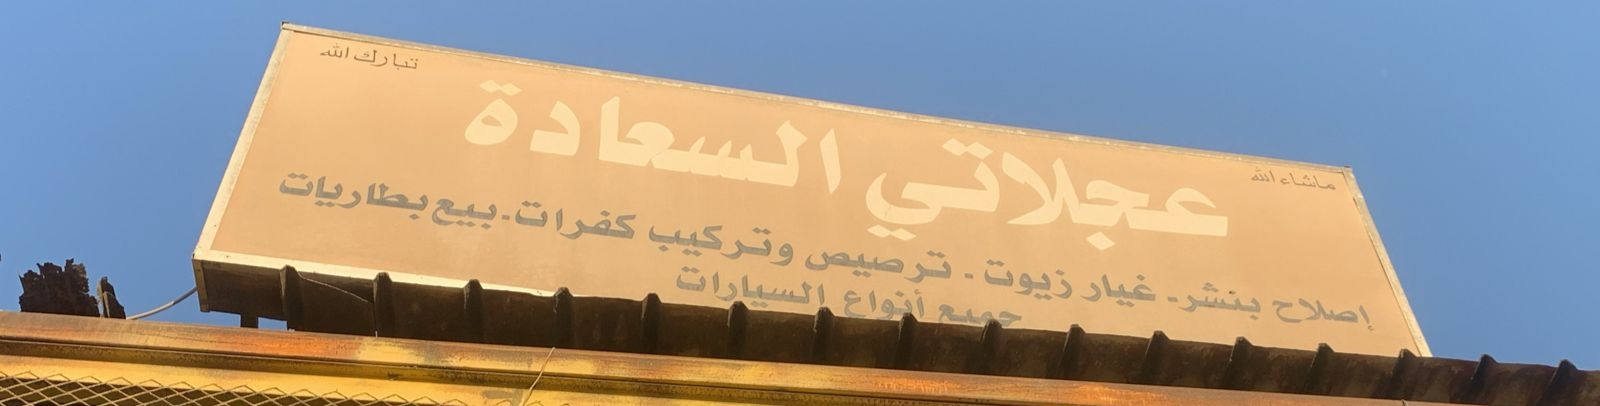 ماشاء الله
تبارك الله
عجلاتي السعادة
إصلاح بنشر - غيار زيوت - ترصيص وتركيب كفرات - بيع بطاريات
جميع أنواع السيارات